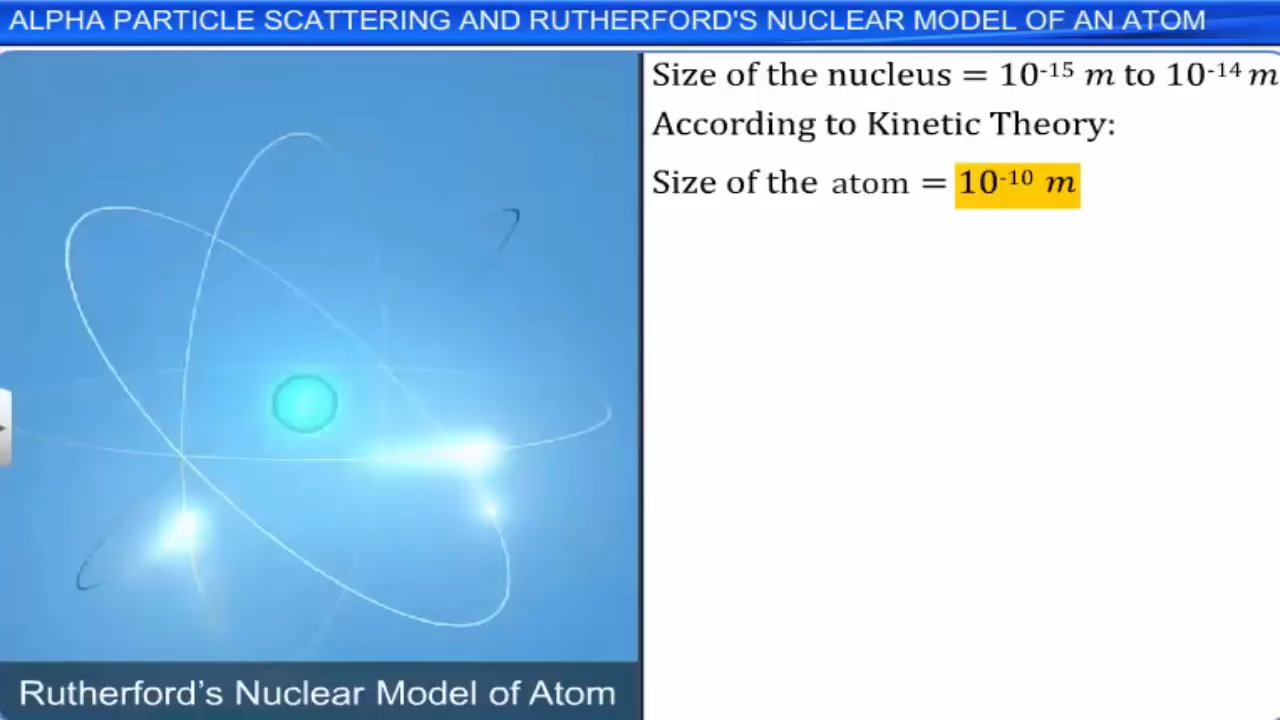 ALPHA PARTICLE SCATTERING AND RUTHERFORD'S NUCLEAR MODEL OF AN ATOM
Size of the nucleus = 10⁻¹⁵ m to 10⁻¹⁴ m
According to Kinetic Theory:
Size of the atom = 10⁻¹⁰ m
Rutherford’s Nuclear Model of Atom